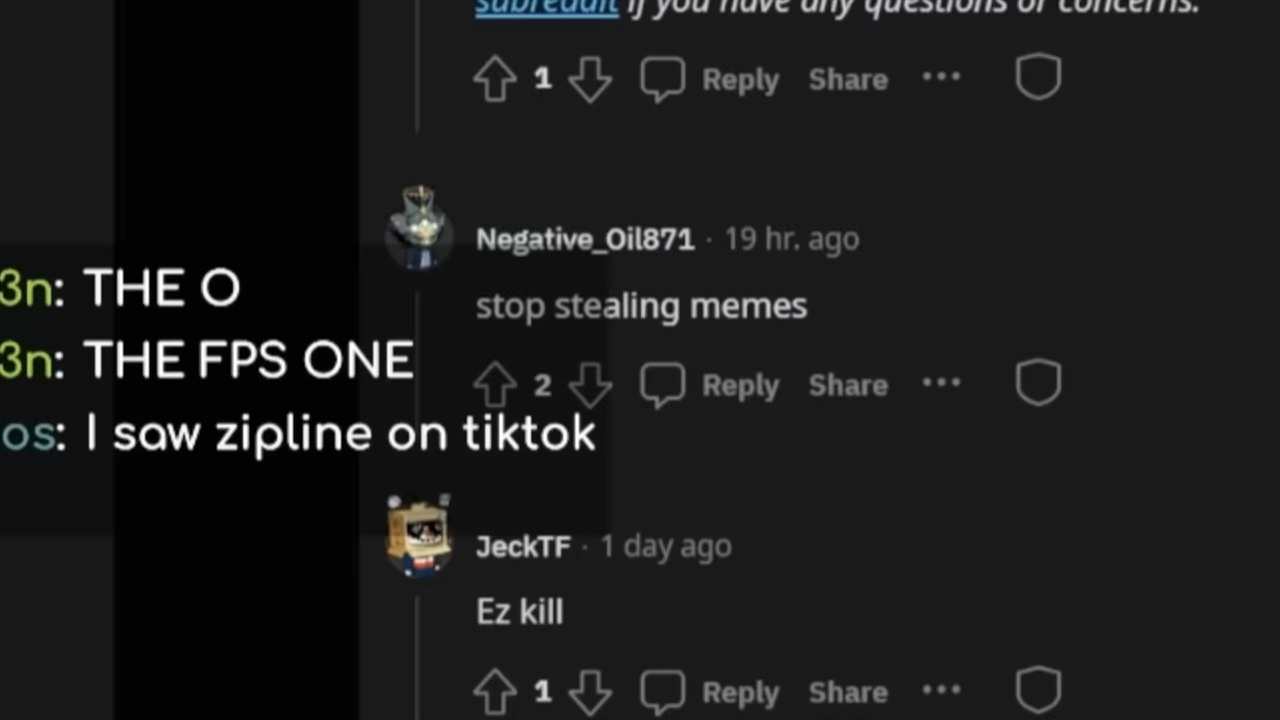 subreddit if you have any questions or concerns.
1 Reply Share
Negative_Oil871 · 19 hr. ago
stop stealing memes
2 Reply Share
3n: THE O
3n: THE FPS ONE
os: I saw zipline on tiktok
JeckTF · 1 day ago
Ez kill
1 Reply Share